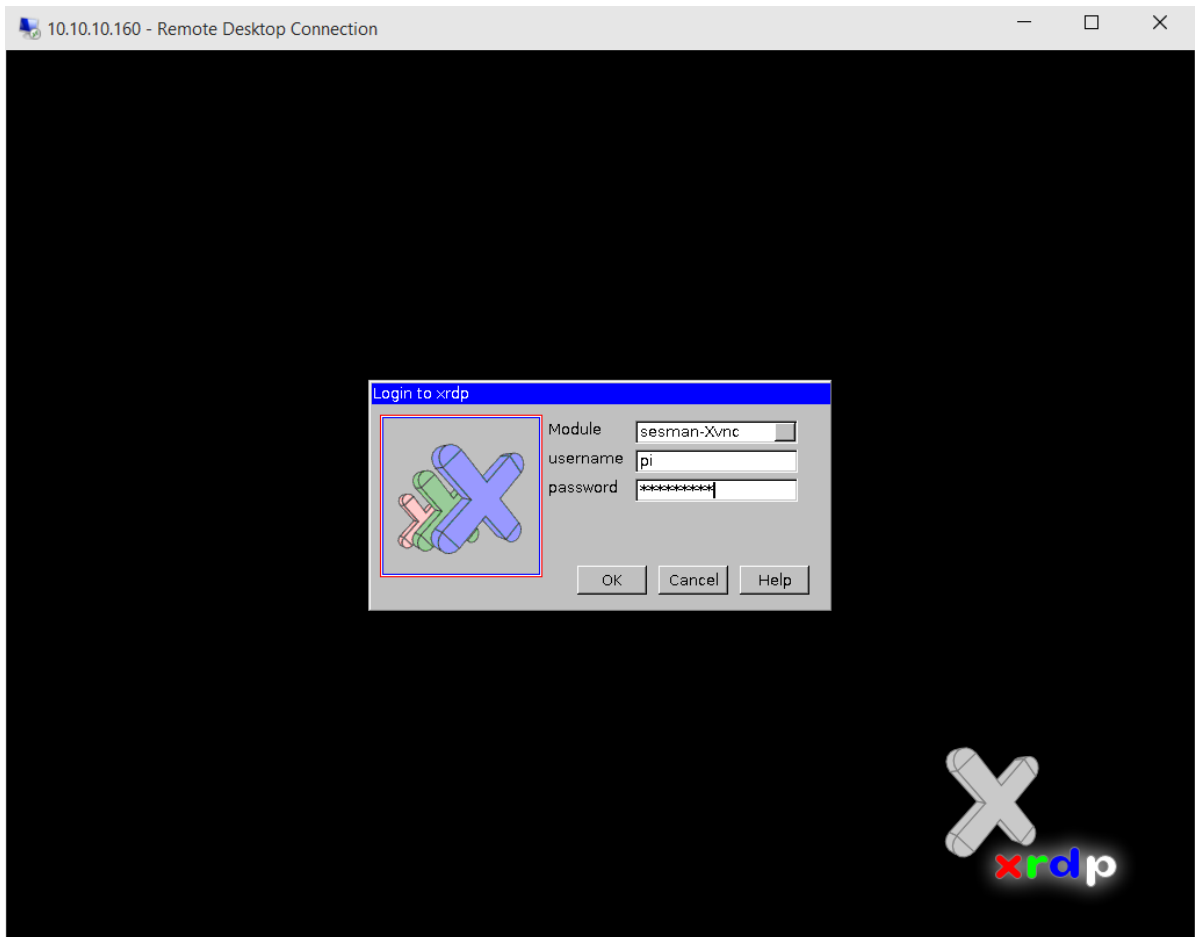 10.10.10.160 - Remote Desktop Connection
Login to xrdp
Module sesman-Xvnc
username pi
password *********
OK Cancel Help
xrdp